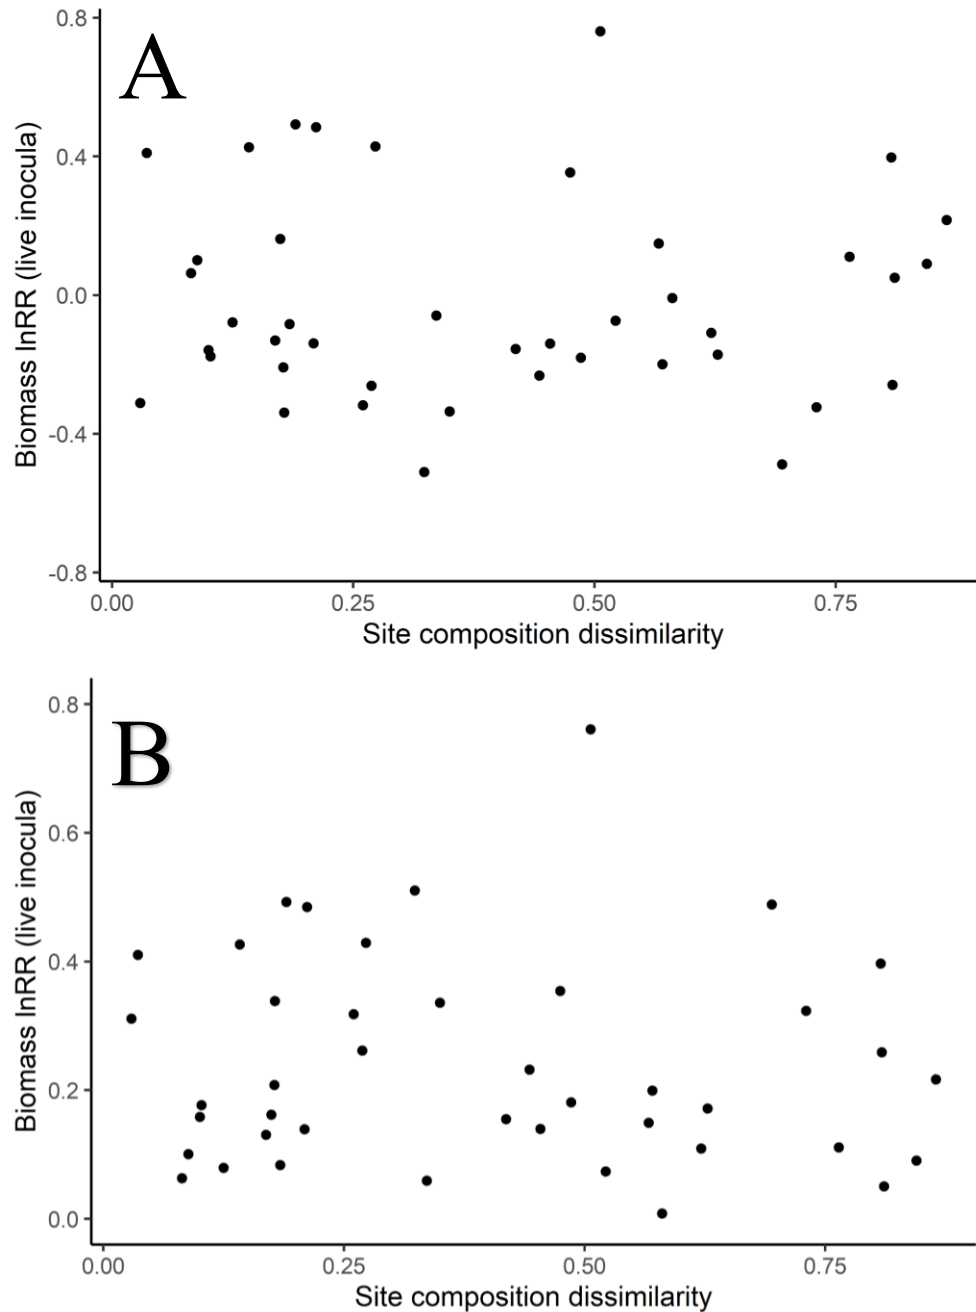 A
0.8
0.4
0.0
-0.4
-0.8
Biomass lnRR (live inocula)
0.00 0.25 0.50 0.75
Site composition dissimilarity
B
0.8
0.6
0.4
0.2
0.0
Biomass lnRR (live inocula)
0.00 0.25 0.50 0.75
Site composition dissimilarity